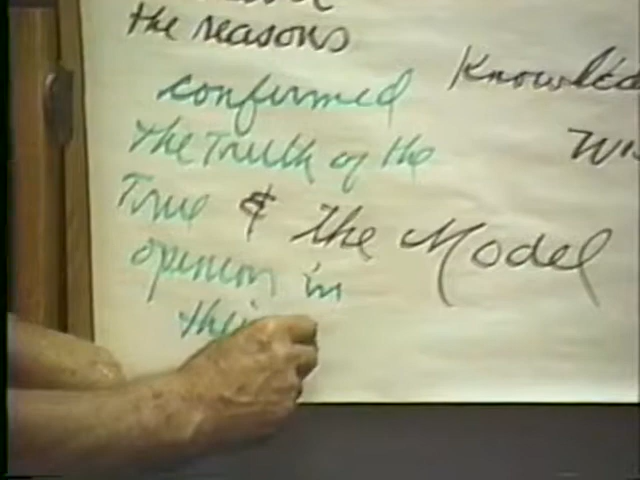 the reasons
confirmed
the Truth of the
True & The Model
opinion in